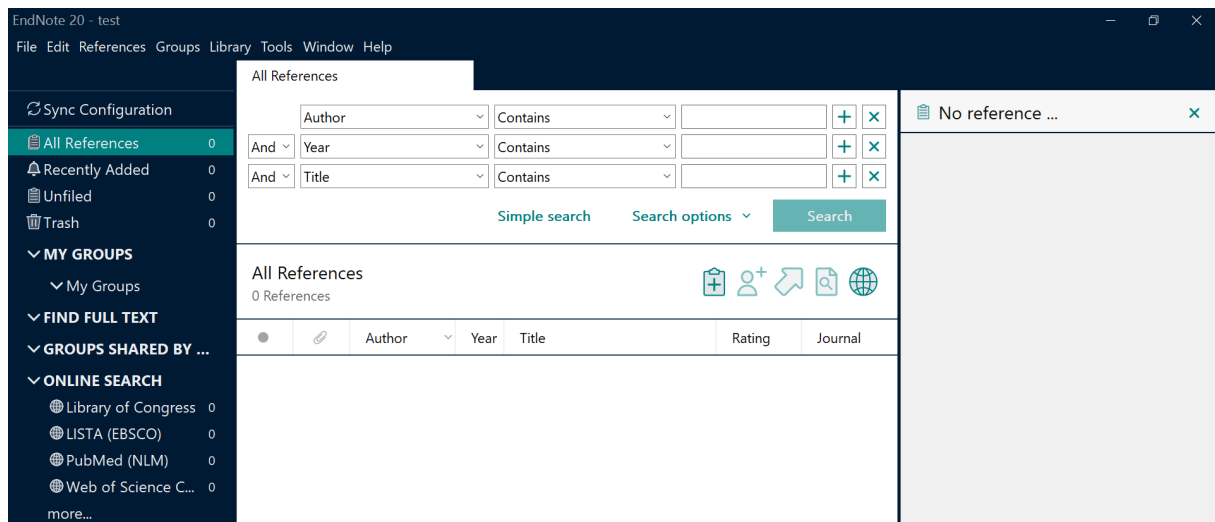 EndNote 20 - test
File Edit References Groups Library Tools Window Help
All References
Sync Configuration
All References 0
Recently Added 0
Unfiled 0
Trash 0
MY GROUPS
My Groups
FIND FULL TEXT
GROUPS SHARED BY ...
ONLINE SEARCH
Library of Congress 0
LISTA (EBSCO) 0
PubMed (NLM) 0
Web of Science C... 0
more...
Author Contains
And Year Contains
And Title Contains
Simple search Search options Search
All References
0 References
Author Year Title Rating Journal
No reference ...